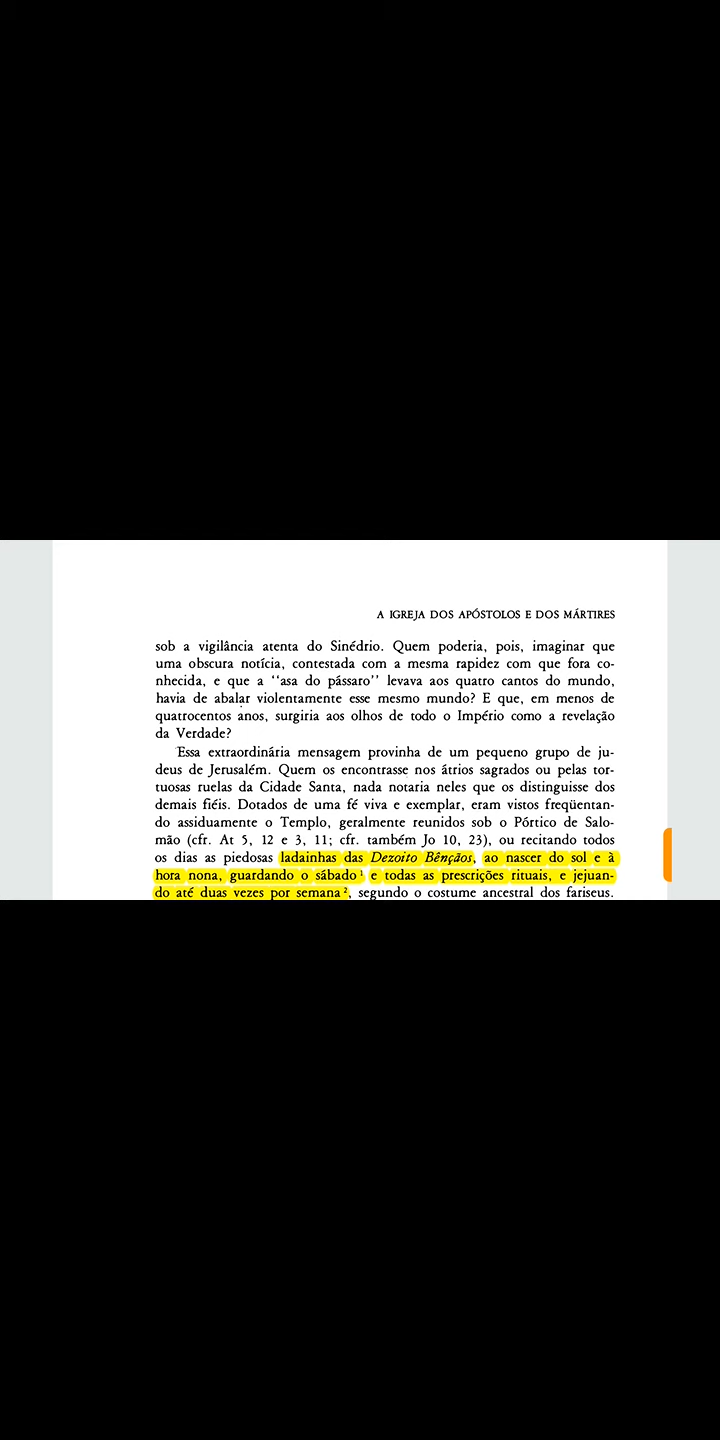 A IGREJA DOS APÓSTOLOS E DOS MÁRTIRES
sob a vigilância atenta do Sinédrio. Quem poderia, pois, imaginar que
uma obscura notícia, contestada com a mesma rapidez com que fora co-
nhecida, e que a ‘‘asa do pássaro’’ levava aos quatro cantos do mundo,
havia de abalar violentamente esse mesmo mundo? E que, em menos de
quatrocentos anos, surgiria aos olhos de todo o Império como a revelação
da Verdade?
Essa extraordinária mensagem provinha de um pequeno grupo de ju-
deus de Jerusalém. Quem os encontrasse nos átrios sagrados ou pelas tor-
tuosas ruelas da Cidade Santa, nada notaria neles que os distinguisse dos
demais fiéis. Dotados de uma fé viva e exemplar, eram vistos freqüentan-
do assiduamente o Templo, geralmente reunidos sob o Pórtico de Salo-
mão (cfr. At 5, 12 e 3, 11; cfr. também Jo 10, 23), ou recitando todos
os dias as piedosas ladainhas das Dezoito Bênçãos, ao nascer do sol e à
hora nona, guardando o sábado ¹ e todas as prescrições rituais, e jejuan-
do até duas vezes por semana ², segundo o costume ancestral dos fariseus.